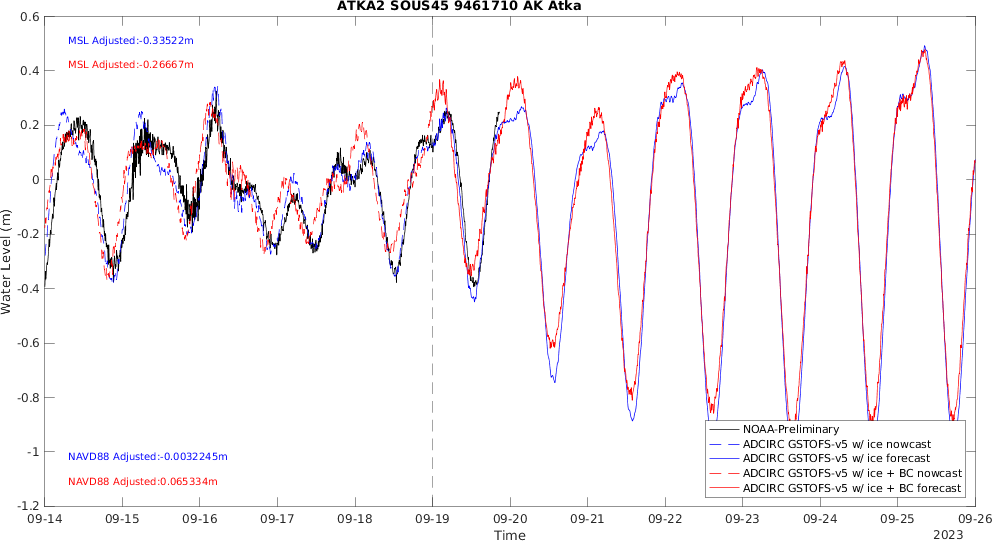 ATKA2 SOUS45 9461710 AK Atka
0.6
0.4
0.2
0
-0.2
-0.4
-0.6
-0.8
-1
-1.2
Water Level (m)
MSL Adjusted:-0.33522m
MSL Adjusted:-0.26667m
NAVD88 Adjusted:-0.0032245m
NAVD88 Adjusted:0.065334m
NOAA-Preliminary
ADCIRC GSTOFS-v5 w/ ice nowcast
ADCIRC GSTOFS-v5 w/ ice forecast
ADCIRC GSTOFS-v5 w/ ice + BC nowcast
ADCIRC GSTOFS-v5 w/ ice + BC forecast
09-14 09-15 09-16 09-17 09-18 09-19 09-20 09-21 09-22 09-23 09-24 09-25 09-26
Time
2023